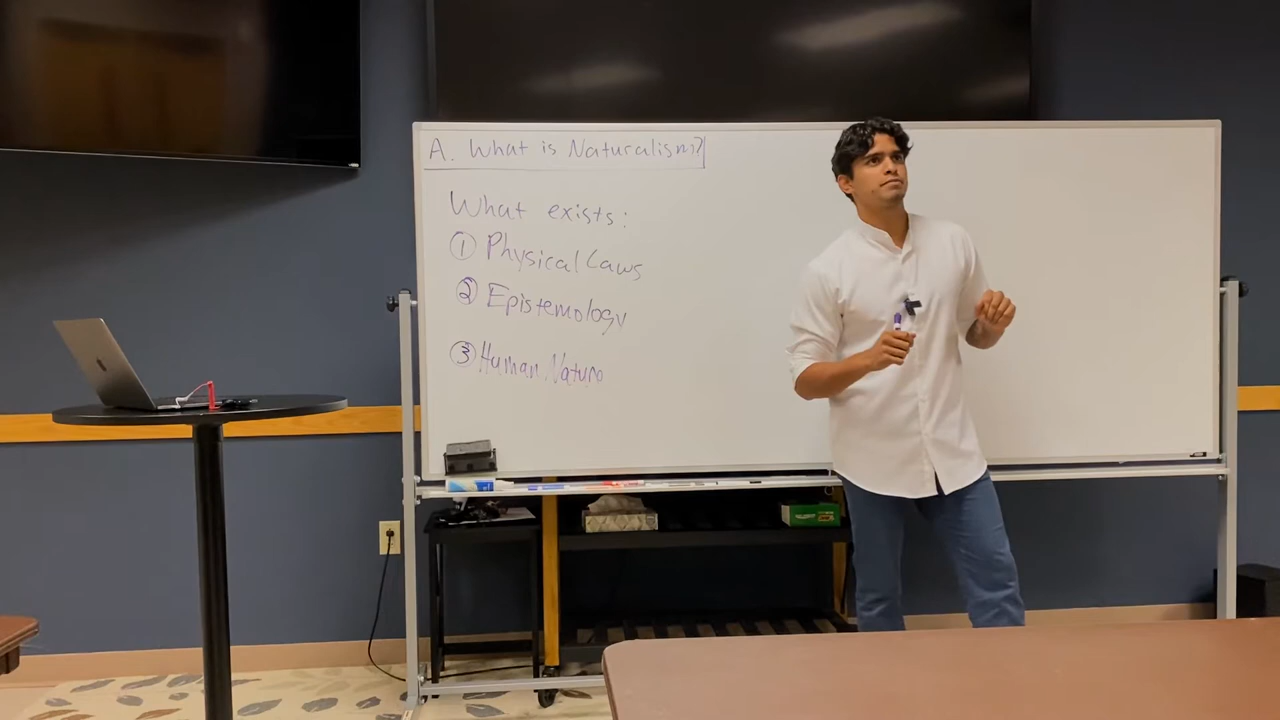 A. What is Naturalism?
What exists:
① Physical Laws
② Epistemology
③ Human Nature